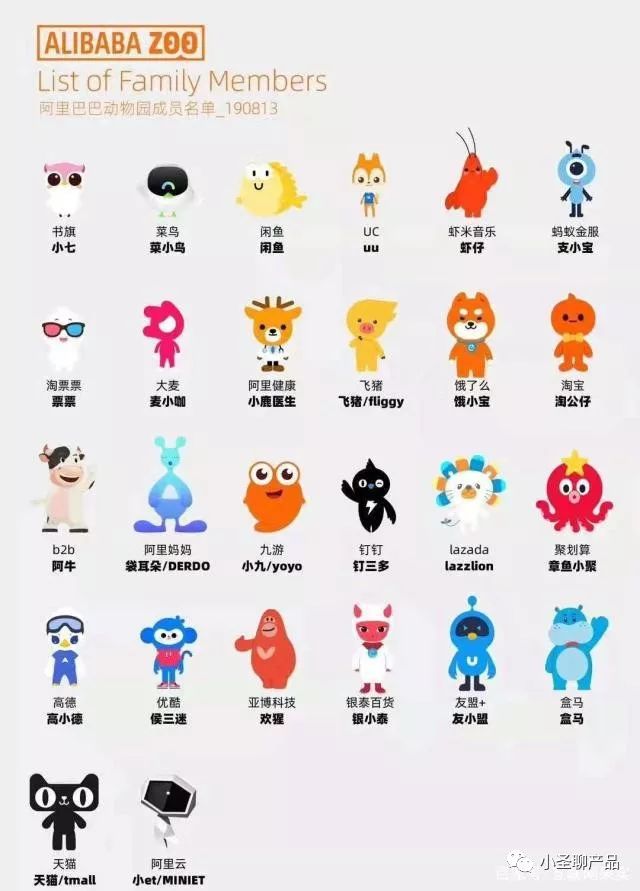 ALIBABA ZOO
List of Family Members
阿里巴巴动物园成员名单_190813
书旗 菜鸟 闲鱼 UC 虾米音乐 蚂蚁金服
小七 菜小鸟 闲鱼 uu 虾仔 支小宝
淘票票 大麦 阿里健康 飞猪 饿了么 淘宝
票票 麦小咖 小鹿医生 飞猪/fliggy 饿小宝 淘公仔
b2b 阿里妈妈 九游 钉钉 lazada 聚划算
阿牛 袋耳朵/DERDO 小九/yoyo 钉三多 lazzlion 章鱼小聚
高德 优酷 亚博科技 银泰百货 友盟+ 盒马
高小德 侯三迷 欢猩 银小泰 友小盟 盒马
天猫 阿里云
天猫/tmall 小et/MINIET
小圣聊产品